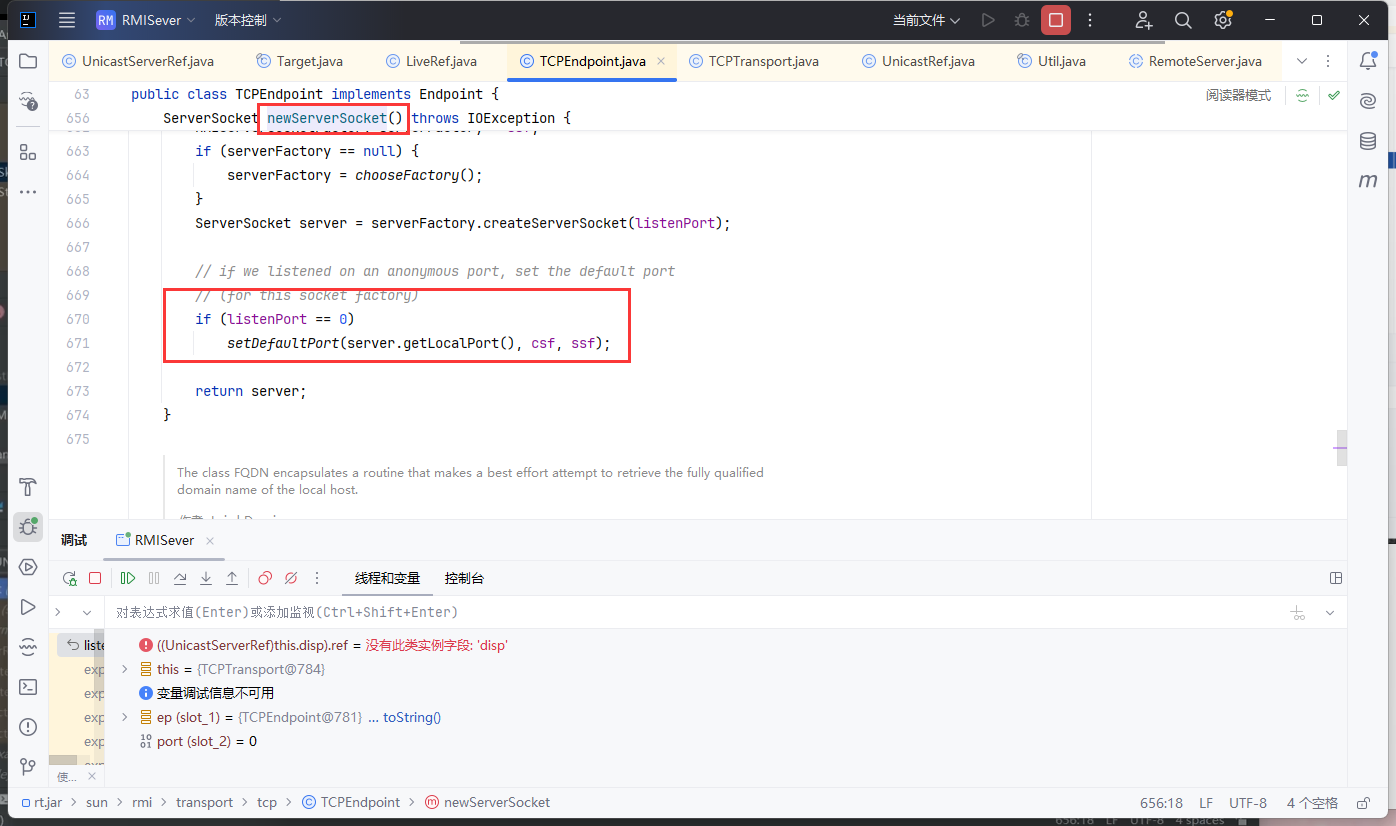 RM RMISever 版本控制 当前文件
UnicastServerRef.java Target.java LiveRef.java TCPEndpoint.java TCPTransport.java UnicastRef.java Util.java RemoteServer.java
63 public class TCPEndpoint implements Endpoint { 阅读器模式
656 ServerSocket newServerSocket() throws IOException {
663 if (serverFactory == null) {
664 serverFactory = chooseFactory();
665 }
666 ServerSocket server = serverFactory.createServerSocket(listenPort);
667
668 // if we listened on an anonymous port, set the default port
669 // (for this socket factory)
670 if (listenPort == 0)
671 setDefaultPort(server.getLocalPort(), csf, ssf);
672
673 return server;
674 }
675
The class FQDN encapsulates a routine that makes a best effort attempt to retrieve the fully qualified
domain name of the local host.
调试 RMISever
线程和变量 控制台
对表达式求值(Enter)或添加监视(Ctrl+Shift+Enter)
liste ((UnicastServerRef)this.disp).ref = 没有此类实例字段: 'disp'
exp this = {TCPTransport@784}
exp 变量调试信息不可用
exp ep (slot_1) = {TCPEndpoint@781} ... toString()
exp port (slot_2) = 0
使...
rt.jar > sun > rmi > transport > tcp > TCPEndpoint > newServerSocket 656:18 LF UTF-8 4 个空格
656:18 LF UTF-8 4 spaces